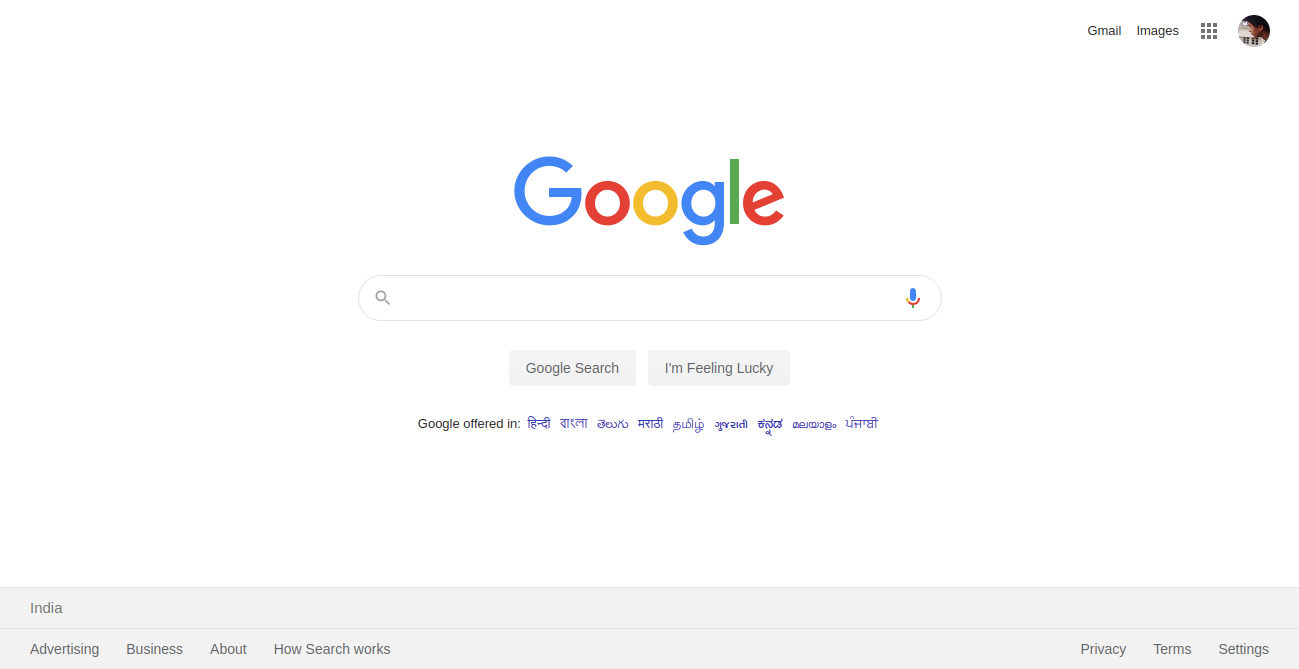 Gmail Images
Google
Google Search I'm Feeling Lucky
Google offered in: हिन्दी বাংলা తెలుగు मराठी தமிழ் ગુજરાતી ಕನ್ನಡ മലയാളം ਪੰਜਾਬੀ
India
Advertising Business About How Search works Privacy Terms Settings